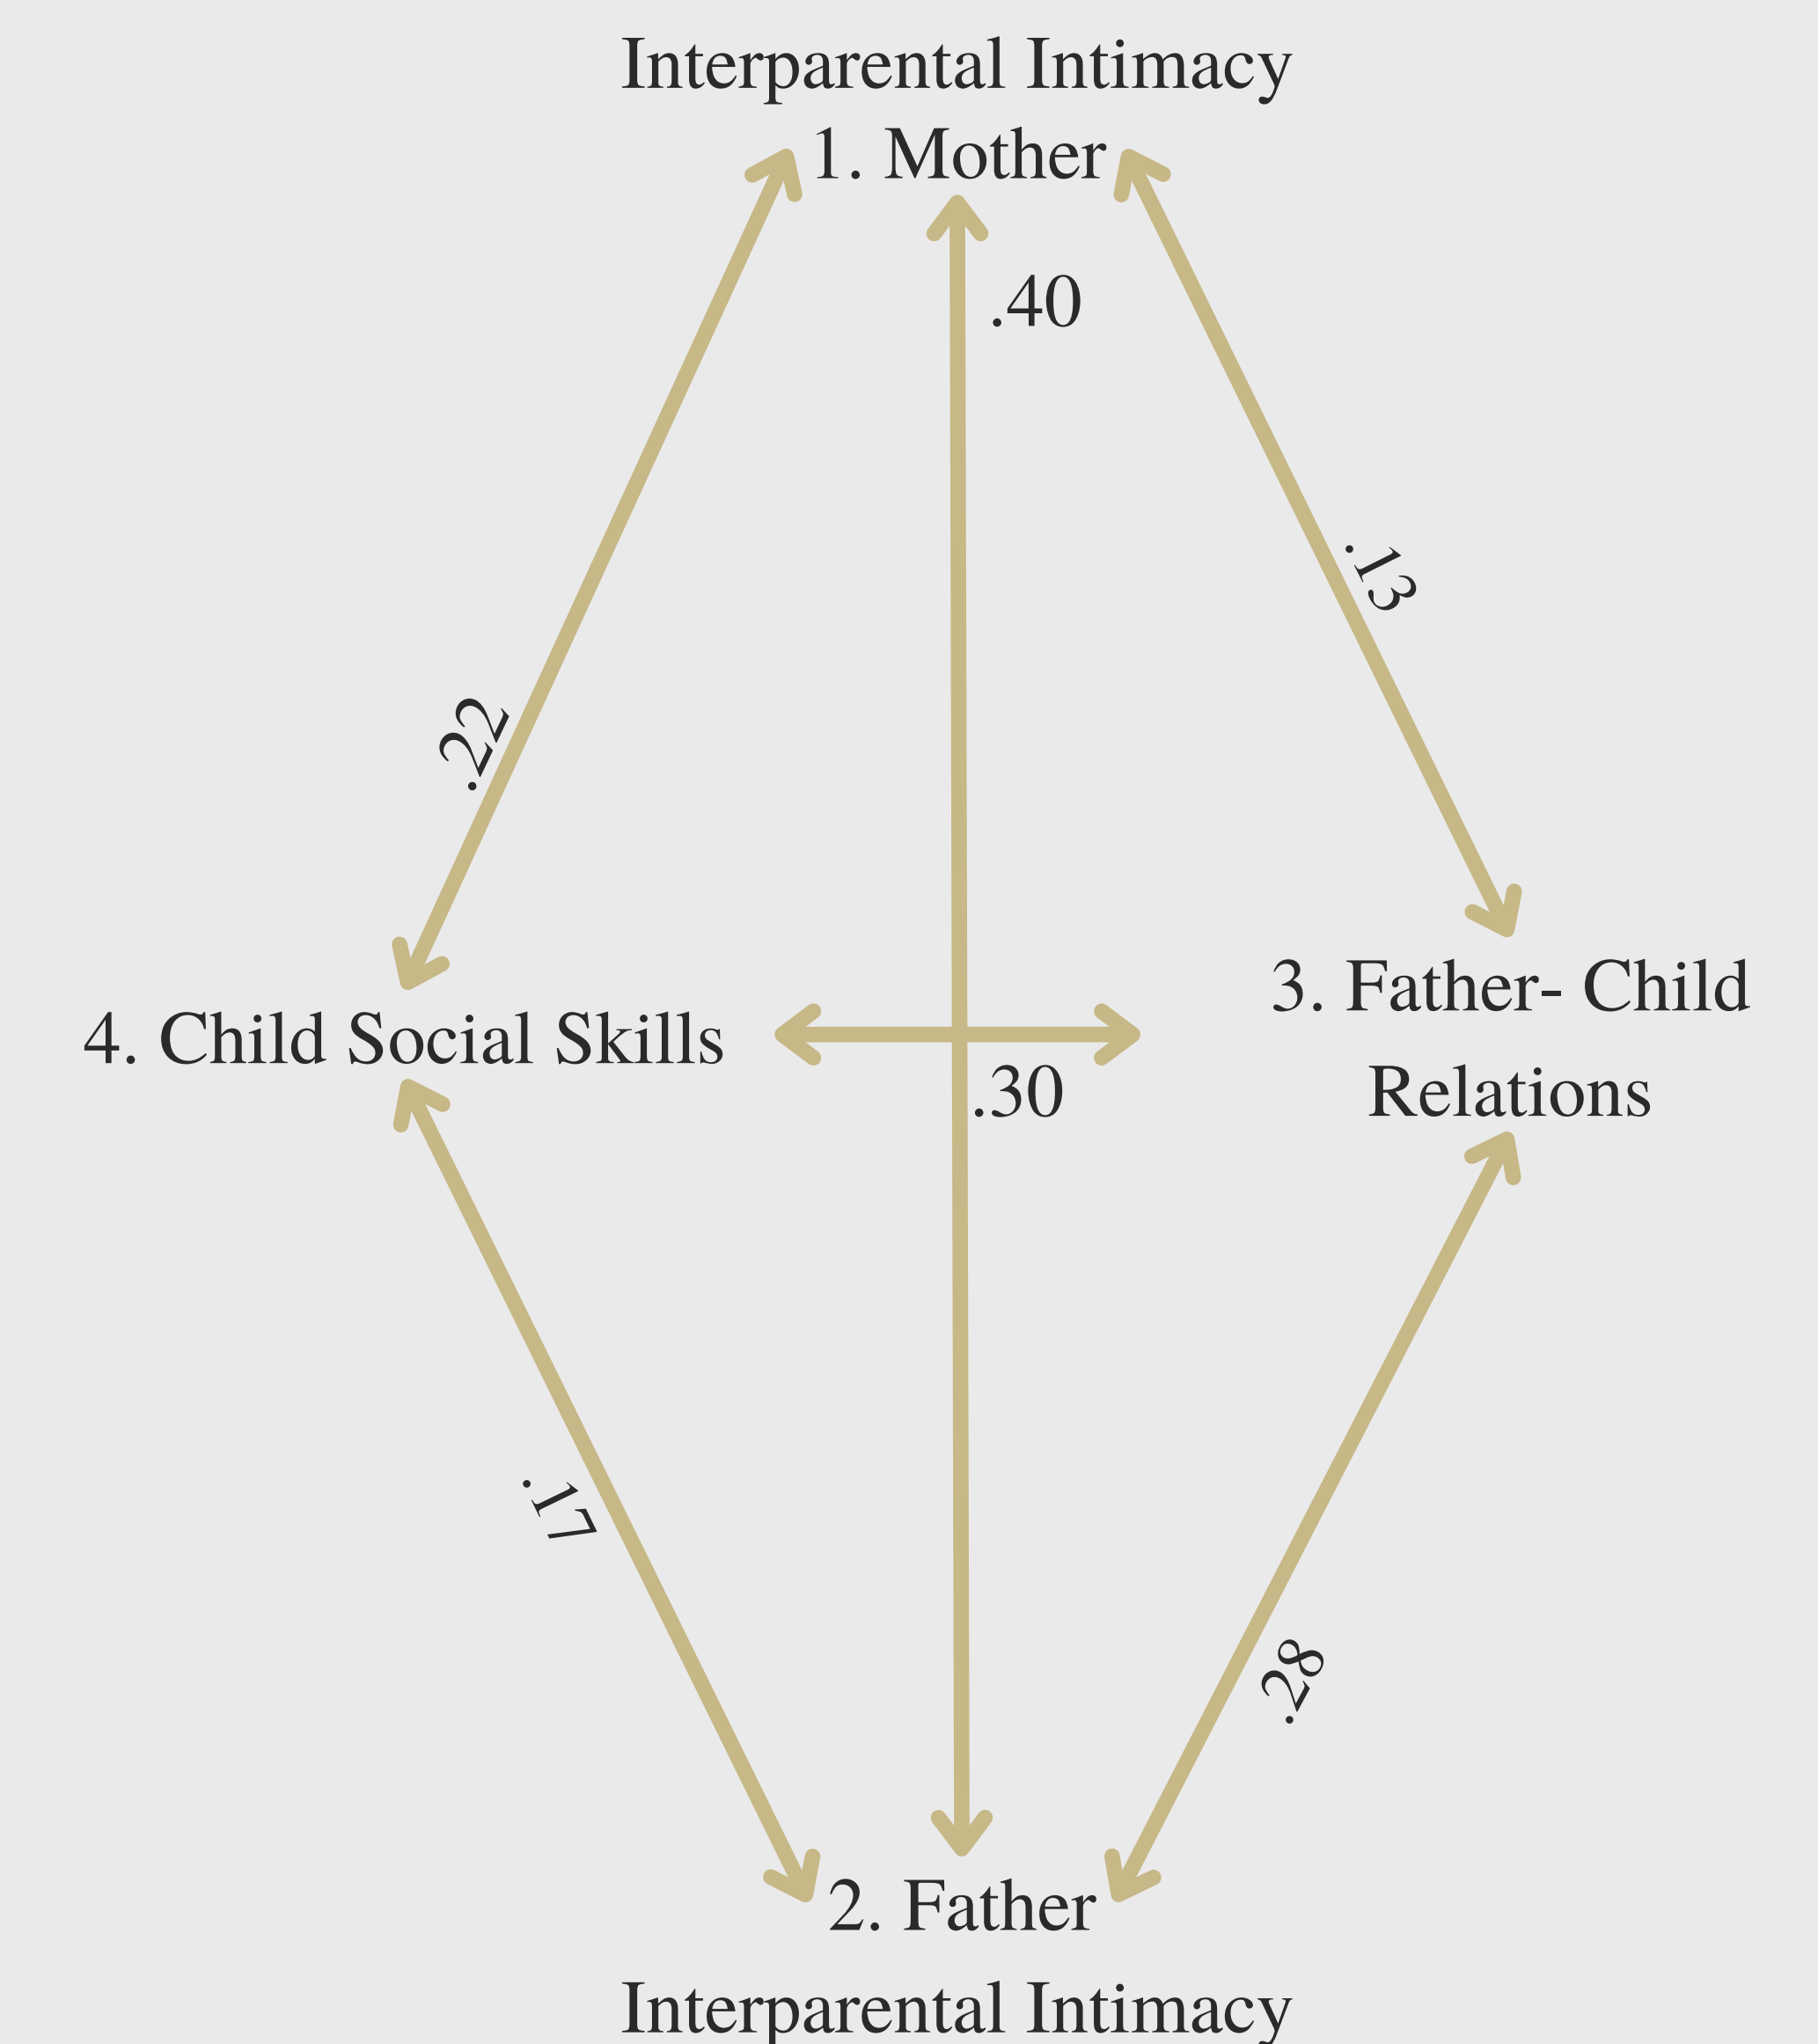 Interparental Intimacy
1. Mother
.40
.13
.22
4. Child Social Skills
3. Father- Child
Relations
.30
.17
.28
2. Father
Interparental Intimacy